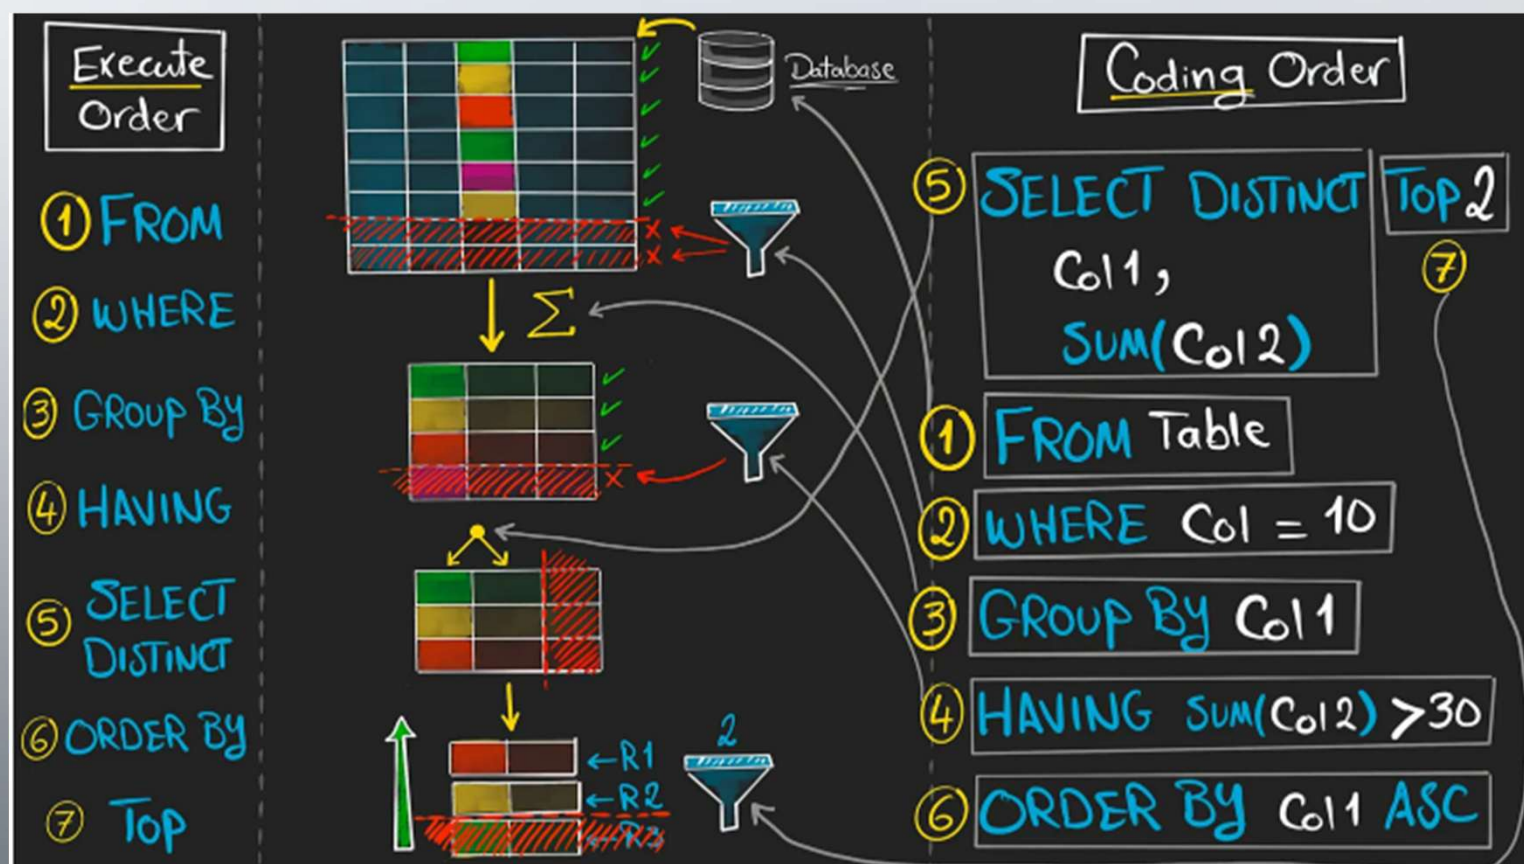 Execute
Order
① FROM
② WHERE
③ GROUP BY
④ HAVING
⑤ SELECT
DISTINCT
⑥ ORDER BY
⑦ TOP
Database
Σ
✓
✓
✓
✓
✓
✓
x
x
✓
✓
✓
x
←R1
←R2
←R3
2
Coding Order
⑤ SELECT DISTINCT TOP 2
⑦
Col1,
SUM(Col2)
① FROM Table
② WHERE Col = 10
③ GROUP BY Col1
④ HAVING SUM(Col2) >30
⑥ ORDER BY Col1 ASC